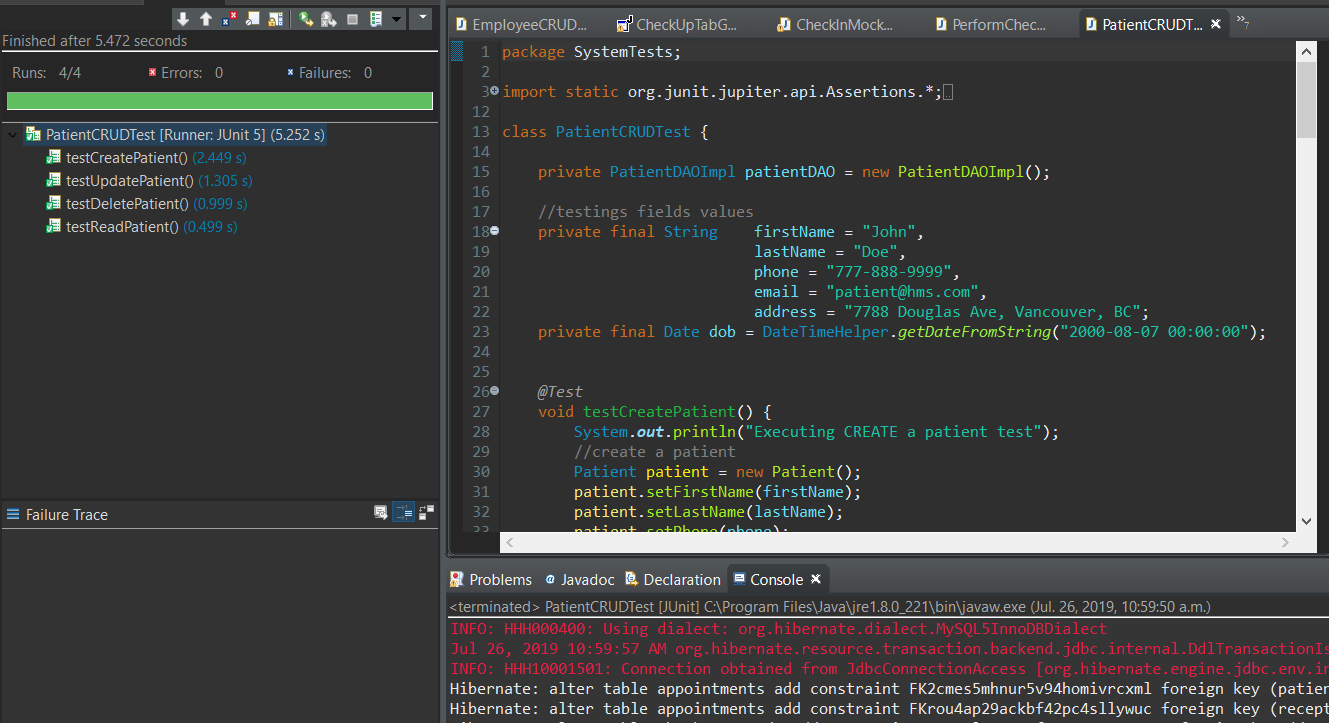 Finished after 5.472 seconds
Runs: 4/4 Errors: 0 Failures: 0
PatientCRUDTest [Runner: JUnit 5] (5.252 s)
testCreatePatient() (2.449 s)
testUpdatePatient() (1.305 s)
testDeletePatient() (0.999 s)
testReadPatient() (0.499 s)
Failure Trace
EmployeeCRUD... CheckUpTabG... CheckInMock... PerformChec... PatientCRUDT... »7
1 package SystemTests;
2
3 import static org.junit.jupiter.api.Assertions.*;
12
13 class PatientCRUDTest {
14
15 private PatientDAOImpl patientDAO = new PatientDAOImpl();
16
17 //testings fields values
18 private final String firstName = "John",
19 lastName = "Doe",
20 phone = "777-888-9999",
21 email = "patient@hms.com",
22 address = "7788 Douglas Ave, Vancouver, BC";
23 private final Date dob = DateTimeHelper.getDateFromString("2000-08-07 00:00:00");
24
25
26 @Test
27 void testCreatePatient() {
28 System.out.println("Executing CREATE a patient test");
29 //create a patient
30 Patient patient = new Patient();
31 patient.setFirstName(firstName);
32 patient.setLastName(lastName);
33 patient.setPhone(phone);
Problems Javadoc Declaration Console
<terminated> PatientCRUDTest [JUnit] C:\Program Files\Java\jre1.8.0_221\bin\javaw.exe (Jul. 26, 2019, 10:59:50 a.m.)
INFO: HHH000400: Using dialect: org.hibernate.dialect.MySQL5InnoDBDialect
Jul 26, 2019 10:59:57 AM org.hibernate.resource.transaction.backend.jdbc.internal.DdlTransactionIs
INFO: HHH10001501: Connection obtained from JdbcConnectionAccess [org.hibernate.engine.jdbc.env.in
Hibernate: alter table appointments add constraint FK2cmes5mhnur5v94homivrcxml foreign key (patien
Hibernate: alter table appointments add constraint FKrou4ap29ackbf42pc4sllywuc foreign key (recept